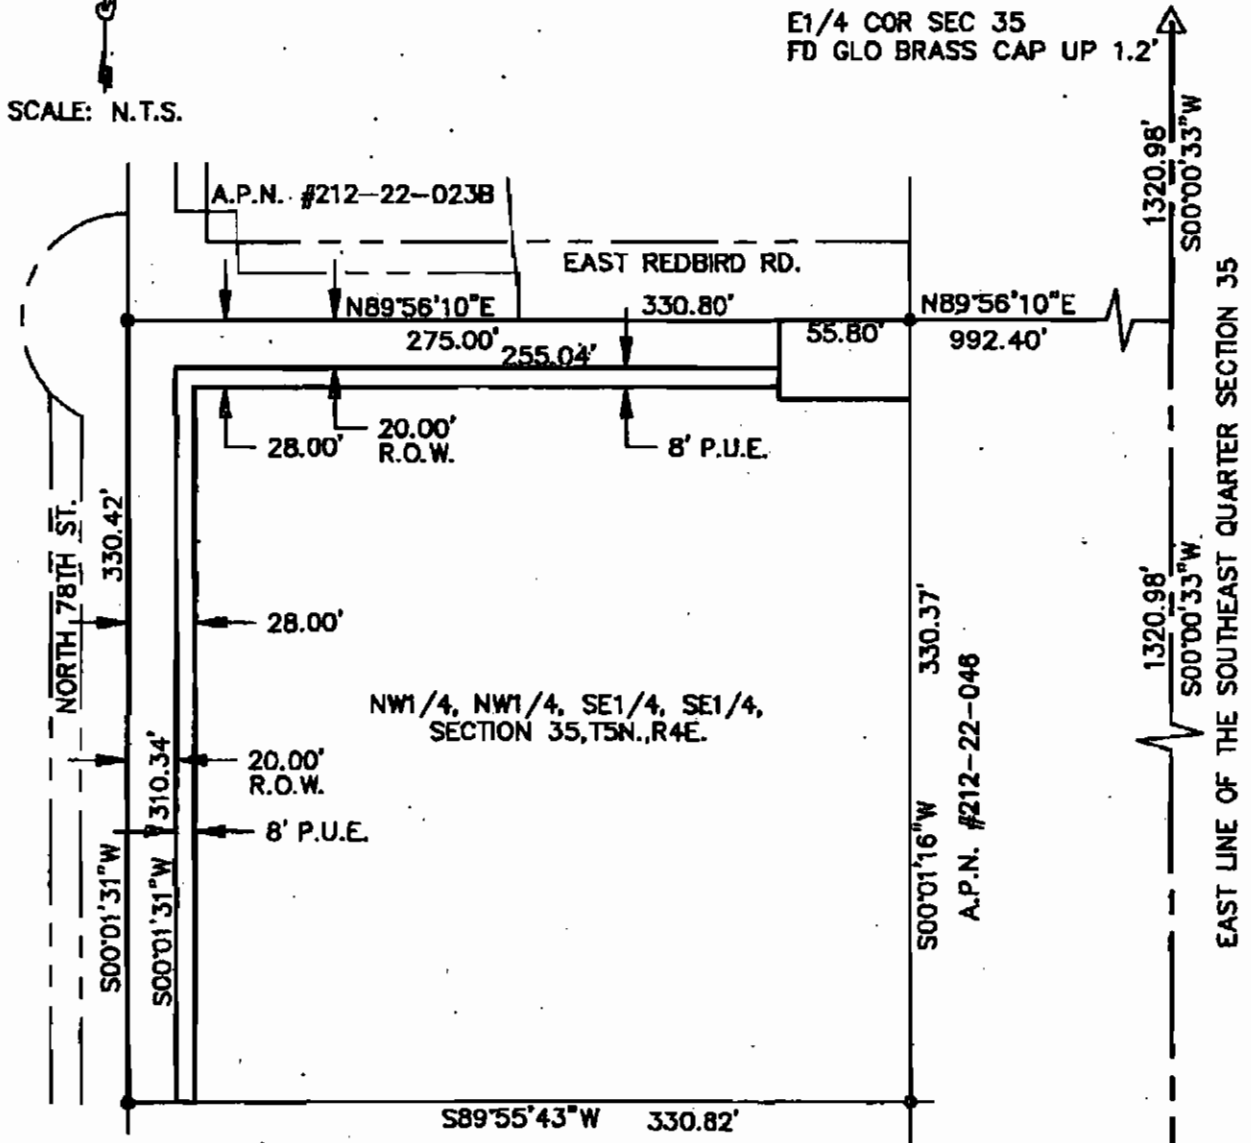 E1/4 COR SEC 35
FD GLO BRASS CAP UP 1.2'
SCALE: N.T.S.
1320.98'
S00°00'33"W
A.P.N. #212-22-023B
EAST REDBIRD RD.
N89°56'10"E
330.80'
N89°56'10"E
275.00'
255.04'
55.80'
992.40'
28.00'
20.00'
R.O.W.
8' P.U.E.
NORTH 78TH ST.
330.42'
S00°01'31"W
28.00'
20.00'
R.O.W.
310.34'
S00°01'31"W
8' P.U.E.
NW1/4, NW1/4, SE1/4, SE1/4,
SECTION 35,T5N.,R4E.
330.37'
S00°01'16"W
A.P.N. #212-22-046
1320.98'
S00°00'33"W
EAST LINE OF THE SOUTHEAST QUARTER SECTION 35
S89°55'43"W
330.82'